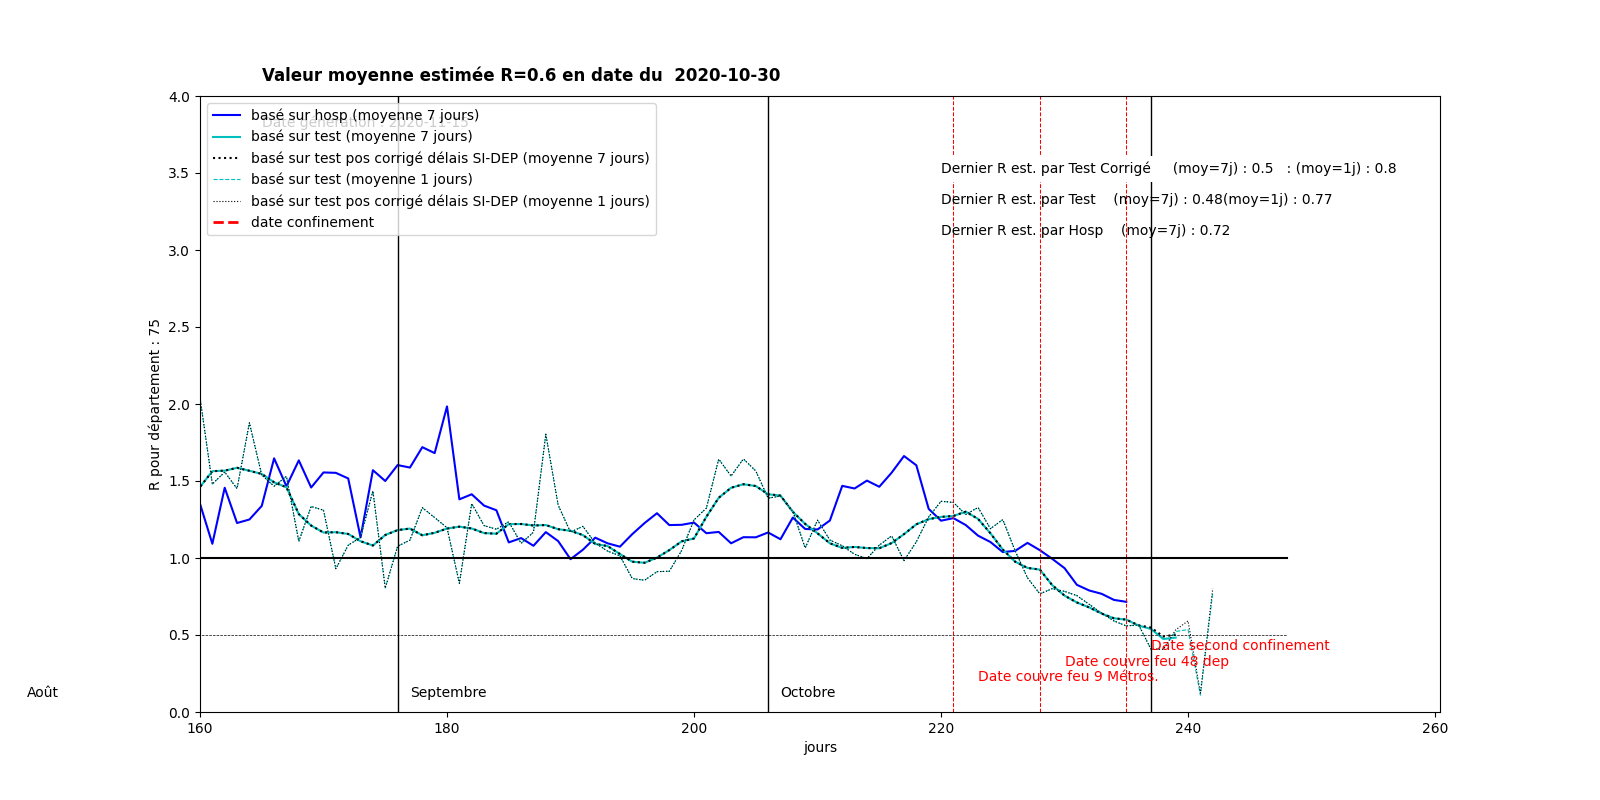 Valeur moyenne estimée R=0.6 en date du  2020-10-30
4.0
3.5
3.0
2.5
2.0
1.5
1.0
0.5
0.0
R pour département : 75
basé sur hosp (moyenne 7 jours)
Date génération : 2020-11-15
basé sur test (moyenne 7 jours)
basé sur test pos corrigé délais SI-DEP (moyenne 7 jours)
basé sur test (moyenne 1 jours)
basé sur test pos corrigé délais SI-DEP (moyenne 1 jours)
date confinement
Dernier R est. par Test Corrigé     (moy=7j) : 0.5   : (moy=1j) : 0.8
Dernier R est. par Test    (moy=7j) : 0.48(moy=1j) : 0.77
Dernier R est. par Hosp    (moy=7j) : 0.72
Date second confinement
Date couvre feu 48 dep
Date couvre feu 9 Métros.
Août
Septembre
Octobre
160
180
200
220
240
260
jours